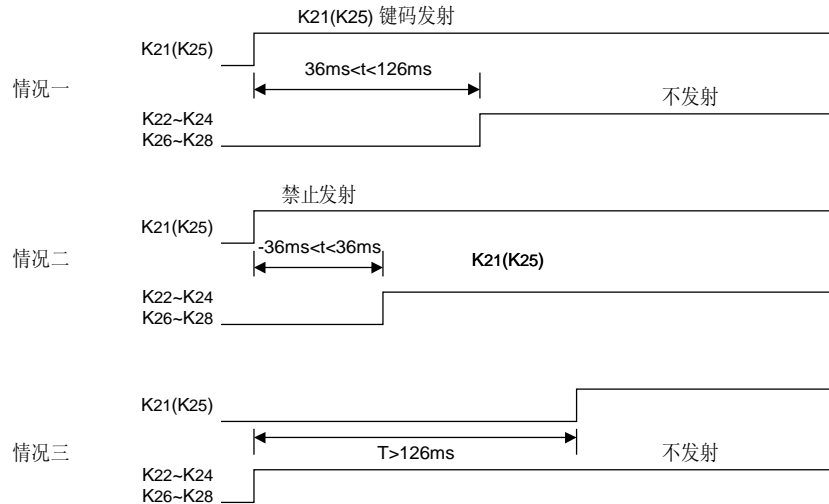 K21(K25) 键码发射
K21(K25)
36ms<t<126ms
情况一
不发射
K22~K24
K26~K28
禁止发射
K21(K25)
-36ms<t<36ms
K21(K25)
情况二
K22~K24
K26~K28
K21(K25)
情况三
T>126ms
不发射
K22~K24
K26~K28